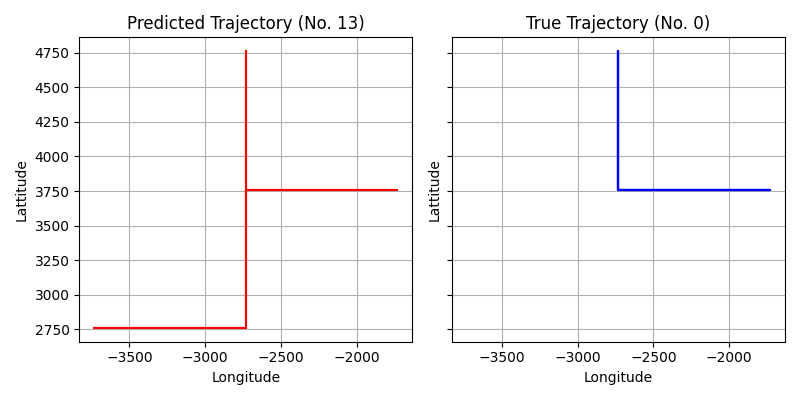 Predicted Trajectory (No. 13)
True Trajectory (No. 0)
4750
4500
4250
4000
3750
3500
3250
3000
2750
Lattitude
Lattitude
−3500
−3000
−2500
−2000
−3500
−3000
−2500
−2000
Longitude
Longitude